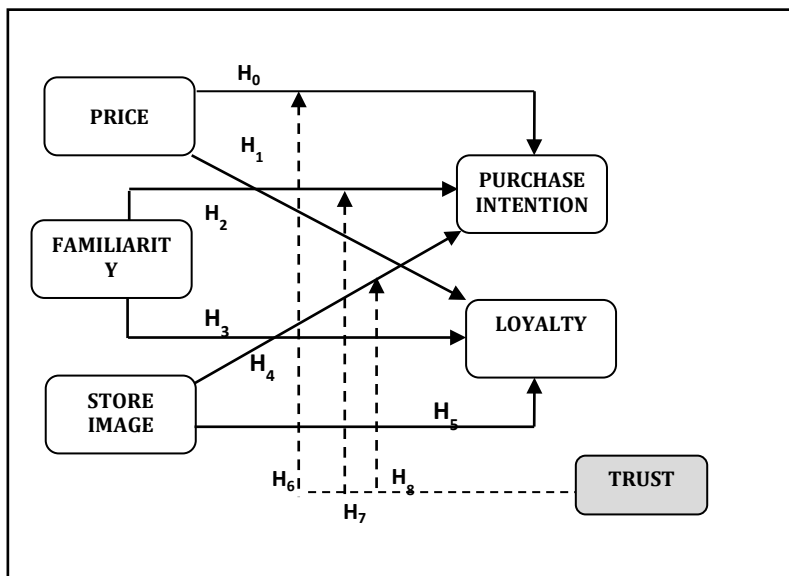 H₀
PRICE
H₁
PURCHASE
INTENTION
H₂
FAMILIARIT
Y
H₃
LOYALTY
H₄
STORE
IMAGE
H₅
TRUST
H₆
H₈
H₇